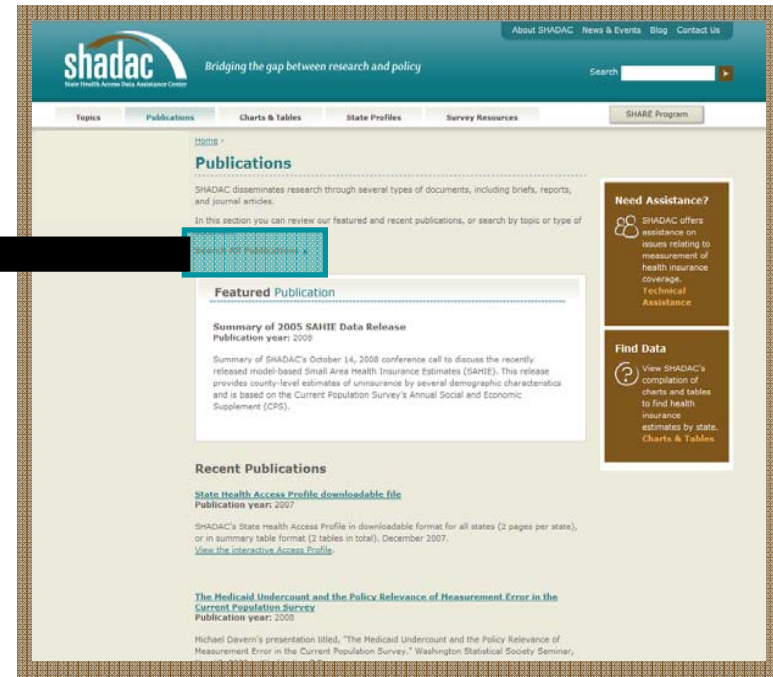 About SHADAC News & Events Blog Contact Us
shadac
State Health Access Data Assistance Center
Bridging the gap between research and policy
Search
Topics Publications Charts & Tables State Profiles Survey Resources
SHARE Program
Home ›
Publications
SHADAC disseminates research through several types of documents, including briefs, reports,
and journal articles.
In this section you can review our featured and recent publications, or search by topic or type of
Search All Publications
Featured Publication
Summary of 2005 SAHIE Data Release
Publication year: 2008
Summary of SHADAC's October 14, 2008 conference call to discuss the recently
released model-based Small Area Health Insurance Estimates (SAHIE). This release
provides county-level estimates of uninsurance by several demographic characteristics
and is based on the Current Population Survey's Annual Social and Economic
Supplement (CPS).
Recent Publications
State Health Access Profile downloadable file
Publication year: 2007
SHADAC's State Health Access Profile in downloadable format for all states (2 pages per state),
or in summary table format (2 tables in total). December 2007.
View the interactive Access Profile.
The Medicaid Undercount and the Policy Relevance of Measurement Error in the
Current Population Survey
Publication year: 2008
Michael Davern's presentation titled, "The Medicaid Undercount and the Policy Relevance of
Measurement Error in the Current Population Survey." Washington Statistical Society Seminar,
Need Assistance?
SHADAC offers
assistance on
issues relating to
measurement of
health insurance
coverage.
Technical
Assistance
Find Data
View SHADAC's
compilation of
charts and tables
to find health
insurance
estimates by state.
Charts & Tables